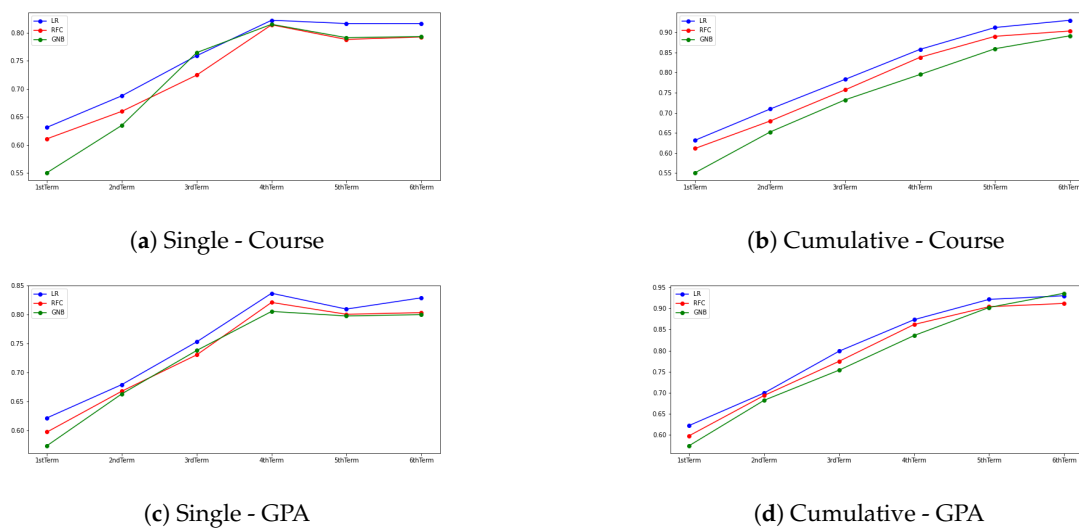 LR
RFC
GNB
0.80
0.75
0.70
0.65
0.60
0.55
1stTerm 2ndTerm 3rdTerm 4thTerm 5thTerm 6thTerm
(a) Single - Course
LR
RFC
GNB
0.90
0.85
0.80
0.75
0.70
0.65
0.60
0.55
1stTerm 2ndTerm 3rdTerm 4thTerm 5thTerm 6thTerm
(b) Cumulative - Course
LR
RFC
GNB
0.85
0.80
0.75
0.70
0.65
0.60
1stTerm 2ndTerm 3rdTerm 4thTerm 5thTerm 6thTerm
(c) Single - GPA
LR
RFC
GNB
0.95
0.90
0.85
0.80
0.75
0.70
0.65
0.60
1stTerm 2ndTerm 3rdTerm 4thTerm 5thTerm 6thTerm
(d) Cumulative - GPA